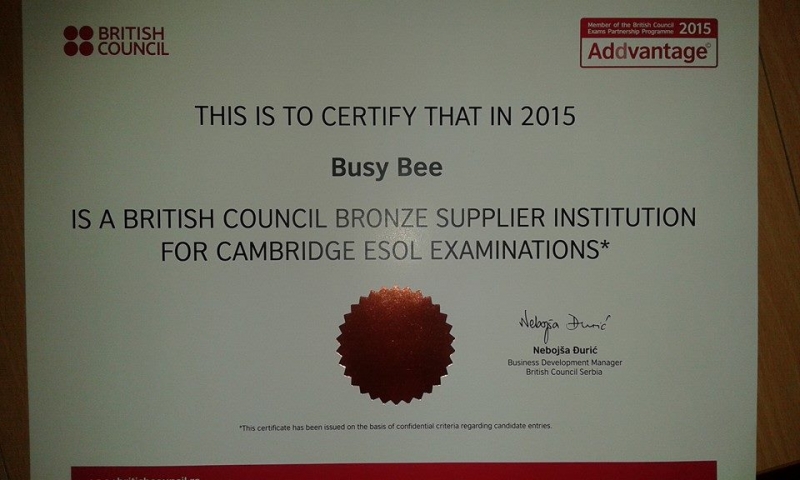 BRITISH
COUNCIL
Member of the British Council
Exams Partnership Programme 2015
Addvantage©
THIS IS TO CERTIFY THAT IN 2015
Busy Bee
IS A BRITISH COUNCIL BRONZE SUPPLIER INSTITUTION
FOR CAMBRIDGE ESOL EXAMINATIONS*
Nebojša Đurić
Nebojša Đurić
Business Development Manager
British Council Serbia
*This certificate has been issued on the basis of confidential criteria regarding candidate entries.